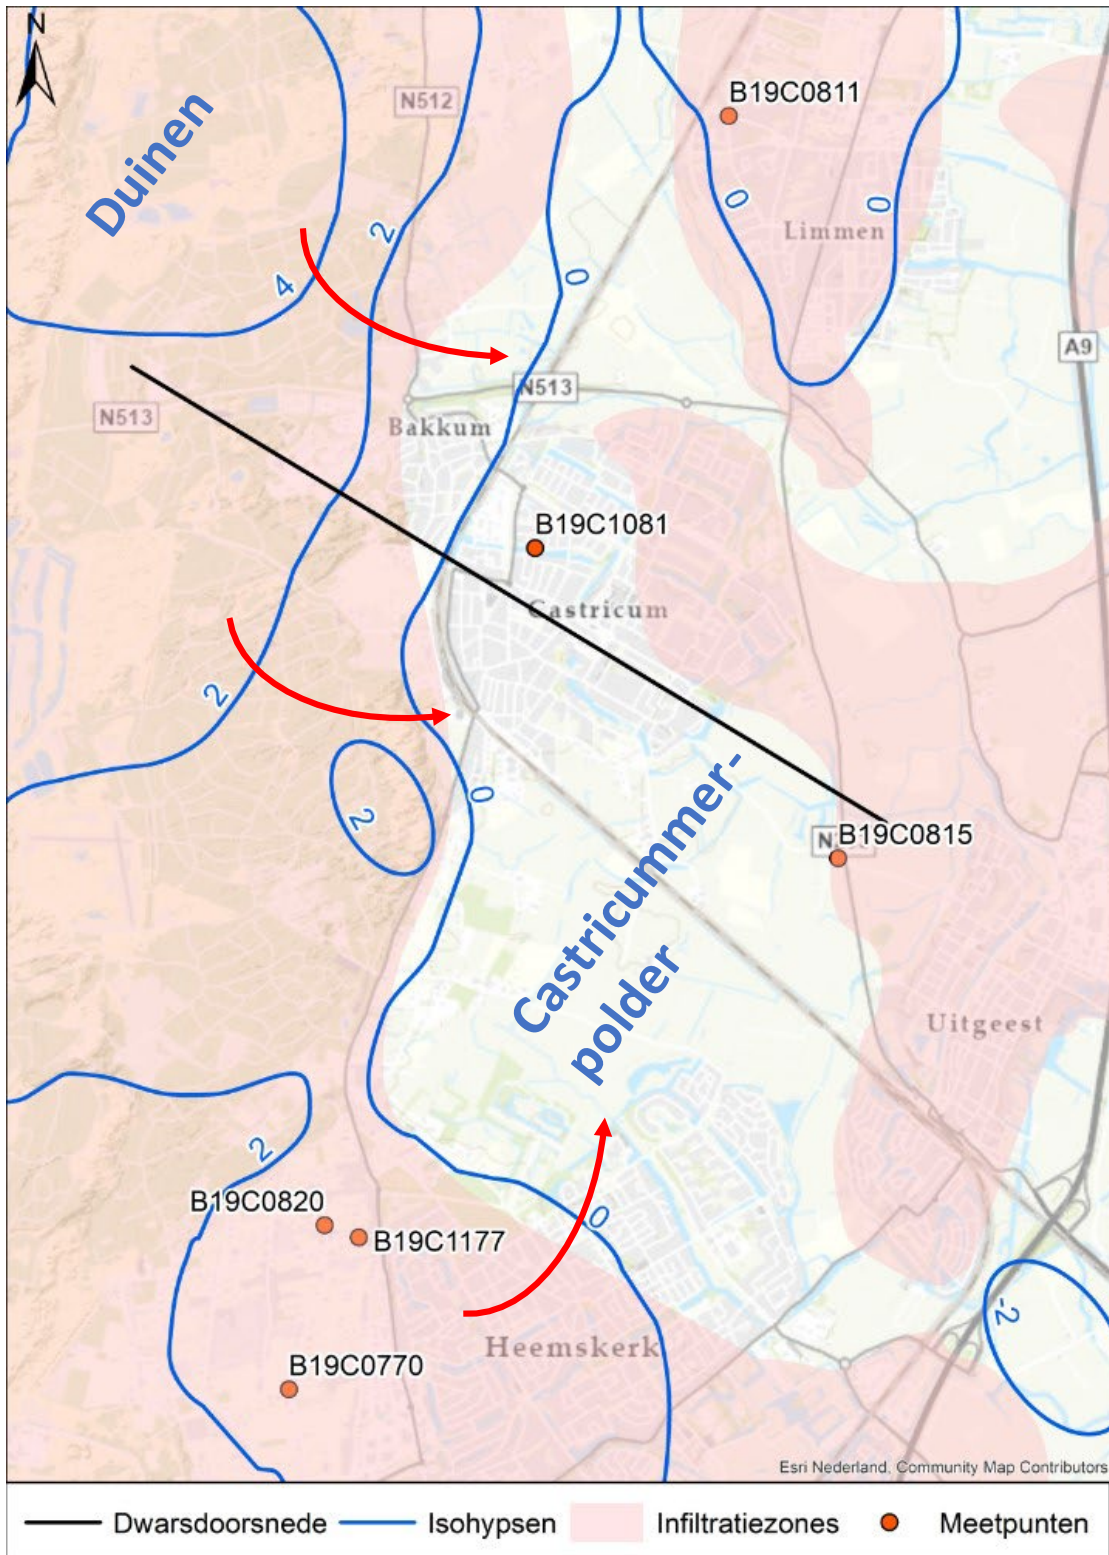 N
N512
B19C0811
Duinen
0
0
2
Limmen
0
4
A9
N513
N513
Bakkum
B19C1081
Castricum
2
0
2
B19C0815
Castricummer-
polder
Uitgeest
2
B19C0820
0
B19C1177
-2
Heemskerk
B19C0770
Esri Nederland, Community Map Contributors
Dwarsdoorsnede
Isohypsen
Infiltratiezones
Meetpunten